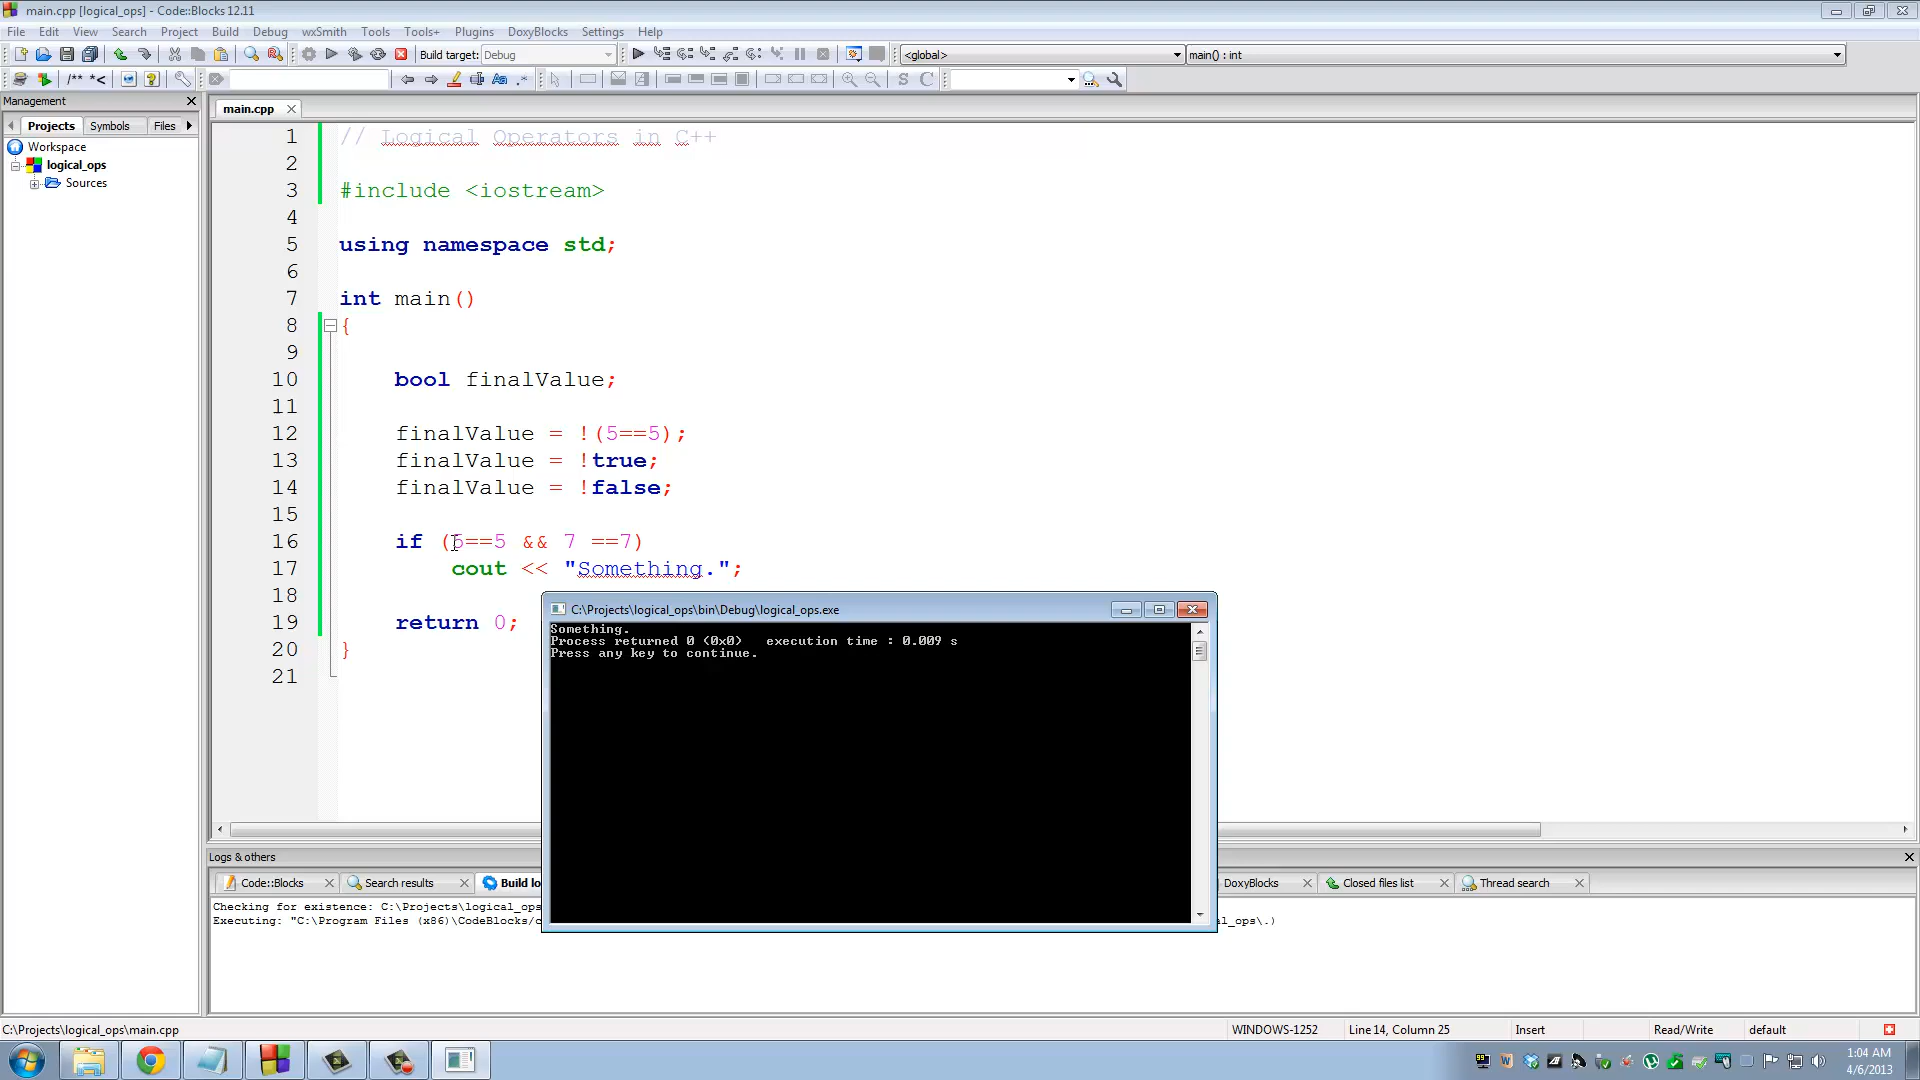 main.cpp [logical_ops] - Code::Blocks 12.11
File Edit View Search Project Build Debug wxSmith Tools Tools+ Plugins DoxyBlocks Settings Help
Build target: Debug <global> main() : int
/** *< Aa .* S C
Management
main.cpp
Projects Symbols Files
Workspace
logical_ops
Sources
1 // Logical Operators in C++
2
3 #include <iostream>
4
5 using namespace std;
6
7 int main()
8 {
9
10 bool finalValue;
11
12 finalValue = !(5==5);
13 finalValue = !true;
14 finalValue = !false;
15
16 if (5==5 && 7 ==7)
17 cout << "Something.";
18
19 return 0;
20 }
21
C:\Projects\logical_ops\bin\Debug\logical_ops.exe
Something.
Process returned 0 (0x0) execution time : 0.009 s
Press any key to continue.
Logs & others
Code::Blocks Search results Build lo DoxyBlocks Closed files list Thread search
Checking for existence: C:\Projects\logical_ops
Executing: "C:\Program Files (x86)\CodeBlocks/c al_ops\.)
C:\Projects\logical_ops\main.cpp WINDOWS-1252 Line 14, Column 25 Insert Read/Write default
1:04 AM
4/6/2013